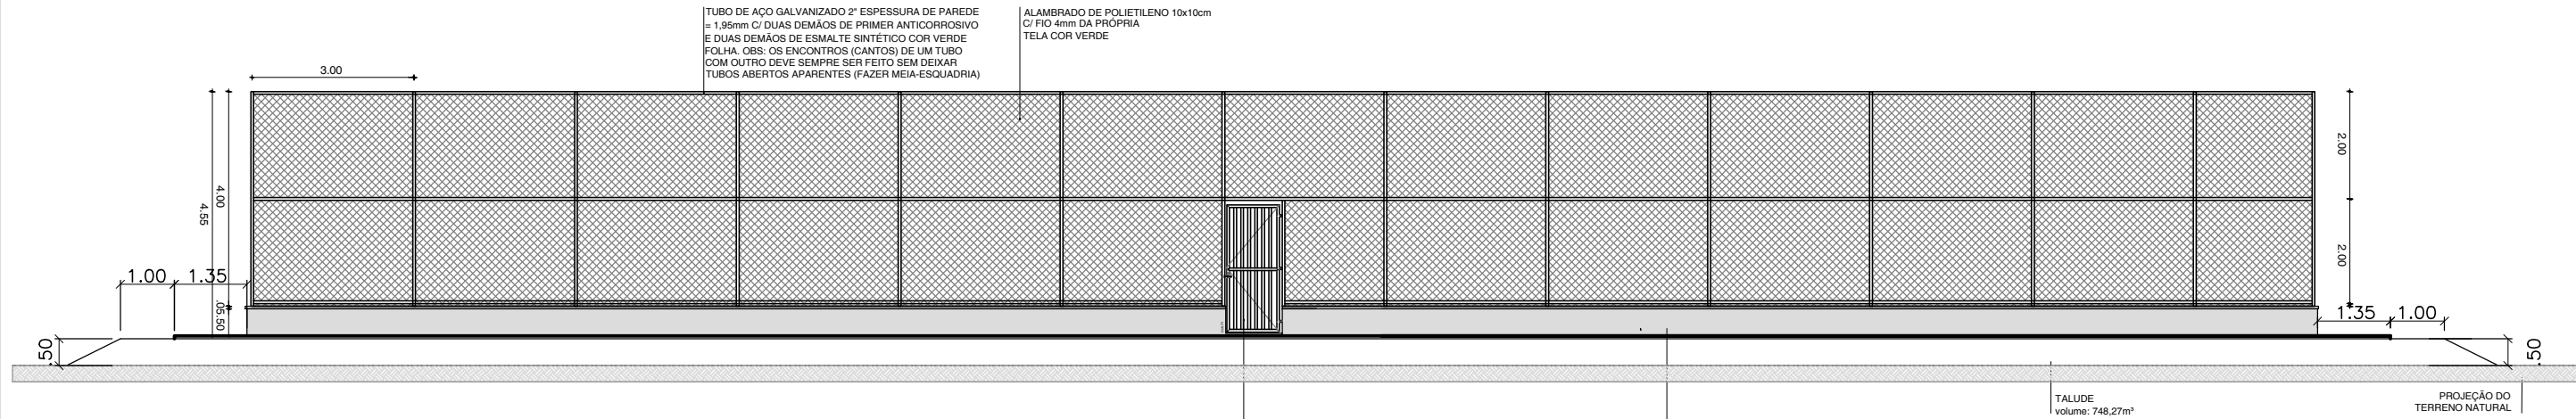 TUBO DE AÇO GALVANIZADO 2" ESPESSURA DE PAREDE
= 1,95mm C/ DUAS DEMÃOS DE PRIMER ANTICORROSIVO
E DUAS DEMÃOS DE ESMALTE SINTÉTICO COR VERDE
FOLHA. OBS: OS ENCONTROS (CANTOS) DE UM TUBO
COM OUTRO DEVE SEMPRE SER FEITO SEM DEIXAR
TUBOS ABERTOS APARENTES (FAZER MEIA-ESQUADRIA)
ALAMBRADO DE POLIETILENO 10x10cm
C/ FIO 4mm DA PRÓPRIA
TELA COR VERDE
3.00
4.00
4.55
2.00
2.00
1.00
1.35
.05
.50
1.35
1.00
.50
.50
TALUDE
volume: 748,27m³
PROJEÇÃO DO
TERRENO NATURAL